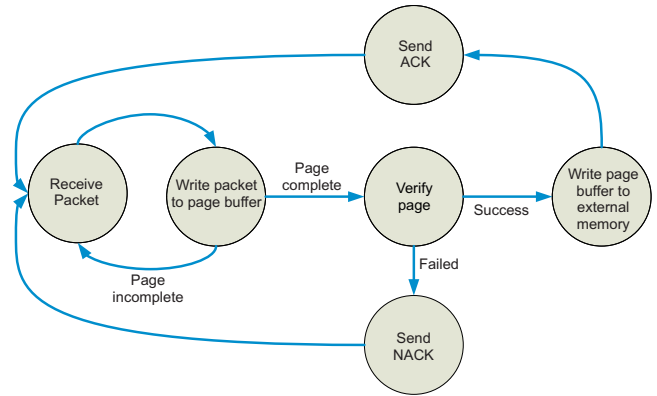 Send
ACK
Receive
Packet
Write packet
to page buffer
Page
complete
Verify
page
Success
Write page
buffer to
external
memory
Page
incomplete
Failed
Send
NACK